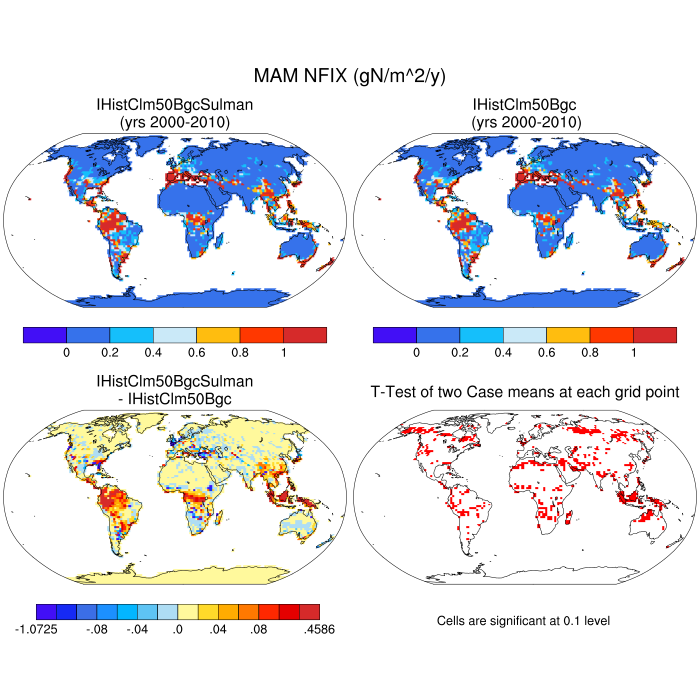 MAM NFIX (gN/m^2/y)
IHistClm50BgcSulman
(yrs 2000-2010)
IHistClm50Bgc
(yrs 2000-2010)
0 0.2 0.4 0.6 0.8 1
0 0.2 0.4 0.6 0.8 1
IHistClm50BgcSulman
- IHistClm50Bgc
T-Test of two Case means at each grid point
-1.0725 -.08 -.04 .0 .04 .08 .4586
Cells are significant at 0.1 level